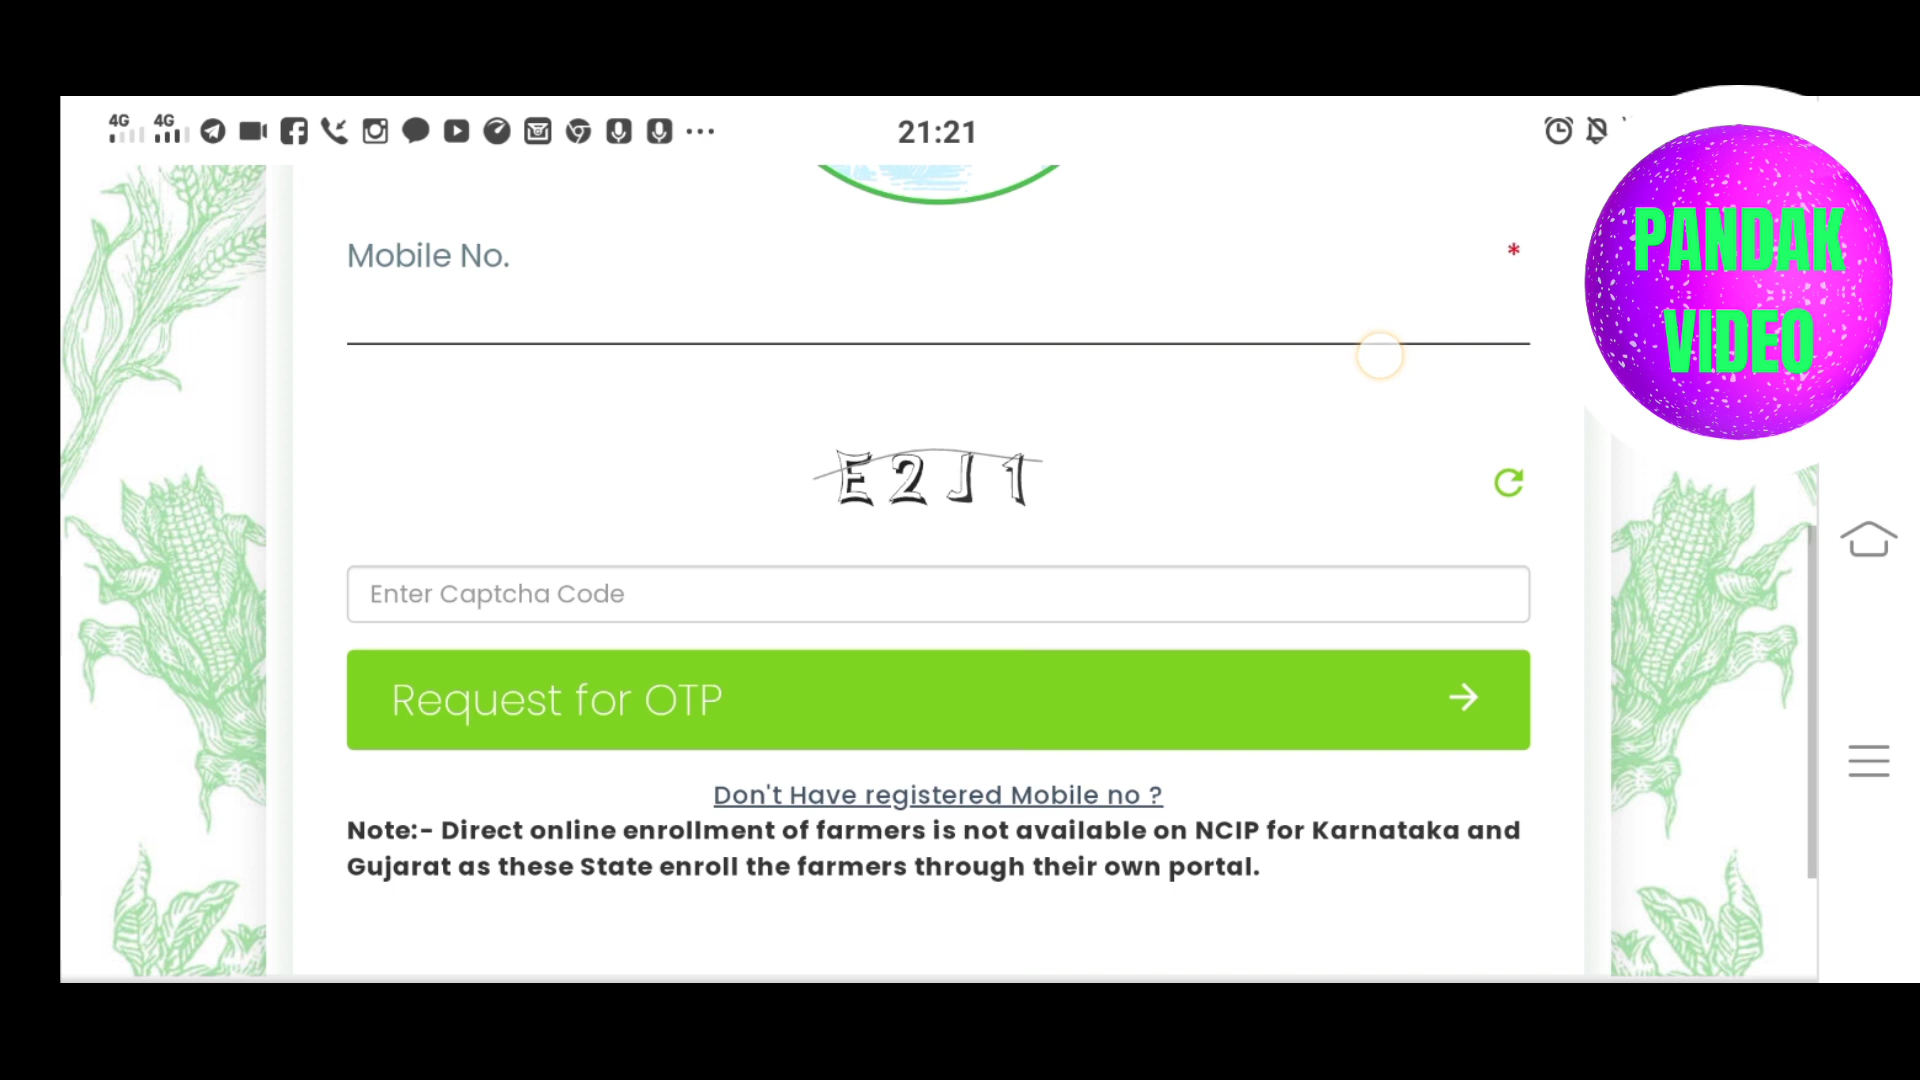 4G 4G 21:21
PANDAK
VIDEO
Mobile No. *
E2J1
Enter Captcha Code
Request for OTP
Don't Have registered Mobile no ?
Note:- Direct online enrollment of farmers is not available on NCIP for Karnataka and
Gujarat as these State enroll the farmers through their own portal.